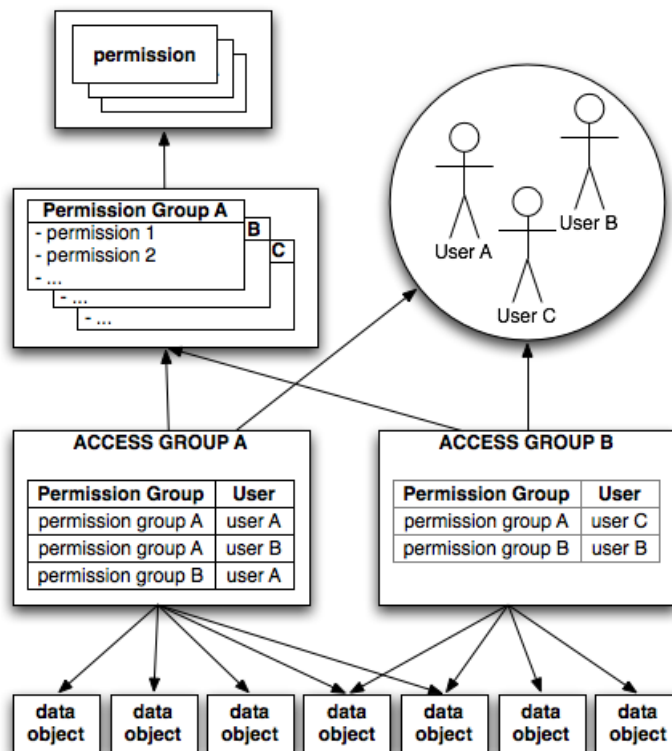 permission
Permission Group A
- permission 1
- permission 2
- ...
B
- ...
C
- ...
User A
User B
User C
ACCESS GROUP A
Permission Group User
permission group A user A
permission group A user B
permission group B user A
ACCESS GROUP B
Permission Group User
permission group A user C
permission group B user B
data
object
data
object
data
object
data
object
data
object
data
object
data
object